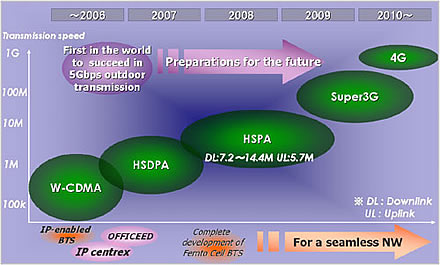 ～2006
2007
2008
2009
2010～
Transmission speed
1G
100M
10M
1M
100k
First in the world
to succeed in
5Gbps outdoor
transmission
Preparations for the future
4G
Super3G
HSPA
DL:7.2～14.4M UL:5.7M
HSDPA
W-CDMA
※ DL : Downlink
UL : Uplink
IP-enabled
BTS
OFFICEED
IP centrex
Complete
development of
Femto Cell BTS
For a seamless NW